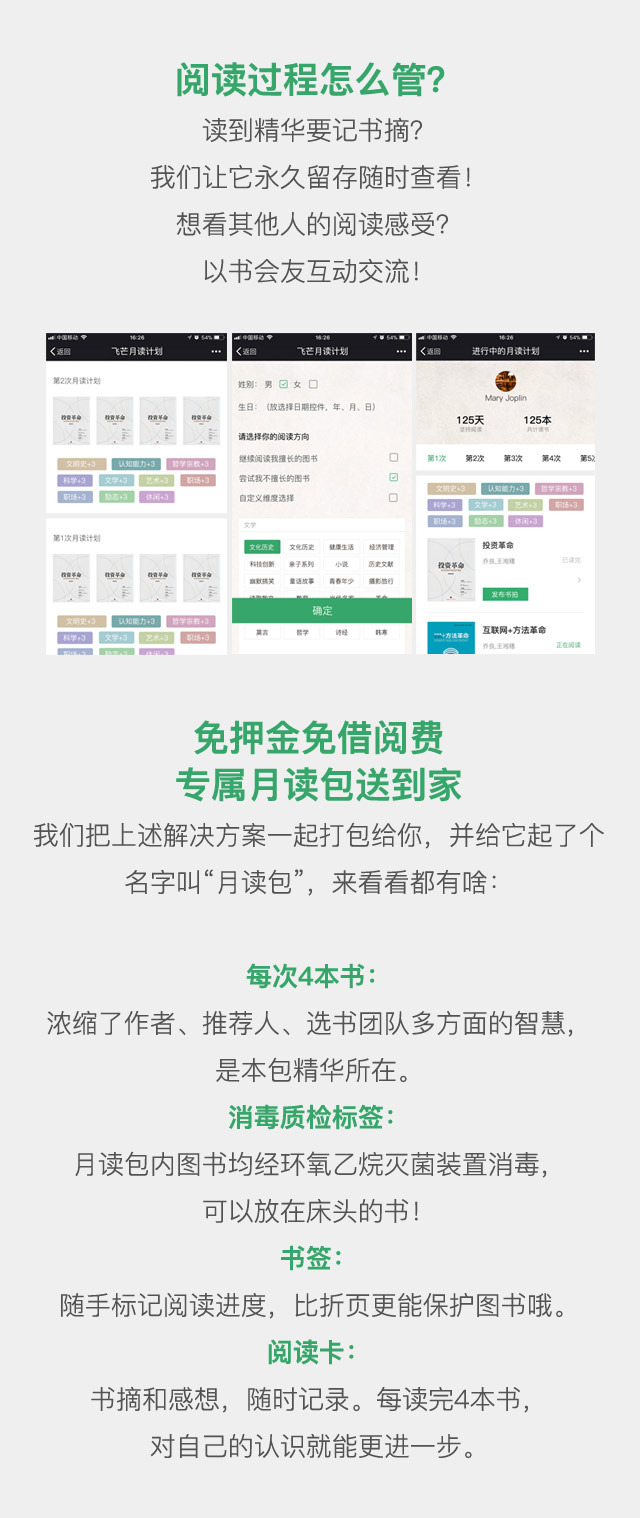 阅读过程怎么管?
读到精华要记书摘?
我们让它永久留存随时查看!
想看其他人的阅读感受?
以书会友互动交流!
中国移动 16:26 54%
返回 飞芒月读计划
第2次月读计划
投资革命 投资革命 投资革命 投资革命
文明史+3 认知能力+3 哲学宗教+3
科学+3 文学+3 艺术+3 职场+3
职场+3 励志+3 休闲+3
第1次月读计划
投资革命 投资革命 投资革命 投资革命
文明史+3 认知能力+3 哲学宗教+3
科学+3 文学+3 艺术+3 职场+3
职场+3 励志+3 休闲+3
中国移动 16:26 54%
返回 飞芒月读计划
姓别: 男 女
生日:(放选择日期控件,年、月、日)
请选择你的阅读方向
继续阅读我擅长的图书
尝试我不擅长的图书
自定义维度选择
文学
文化历史 文化历史 健康生活 经济管理
科技创新 亲子系列 小说 历史文献
幽默搞笑 童话故事 青春年少 摄影旅行
确定
莫言 哲学 诗经 韩寒
中国移动 16:26 54%
返回 进行中的月读计划
Mary Joplin
125天 125本
坚持阅读 共计读书
第1次 第2次 第3次 第4次 第5
文明史+3 认知能力+3 哲学宗教+3
科学+3 文学+3 艺术+3 职场+3
职场+3 励志+3 休闲+3
投资革命
投资革命
已读完
乔良,王湘穗
发布书拍
互联网+方法革命
乔良,王湘穗
正在阅读
免押金免借阅费
专属月读包送到家
我们把上述解决方案一起打包给你,并给它起了个
名字叫“月读包”,来看看都有啥:
每次4本书:
浓缩了作者、推荐人、选书团队多方面的智慧,
是本包精华所在。
消毒质检标签:
月读包内图书均经环氧乙烷灭菌装置消毒,
可以放在床头的书!
书签:
随手标记阅读进度,比折页更能保护图书哦。
阅读卡:
书摘和感想,随时记录。每读完4本书,
对自己的认识就能更进一步。